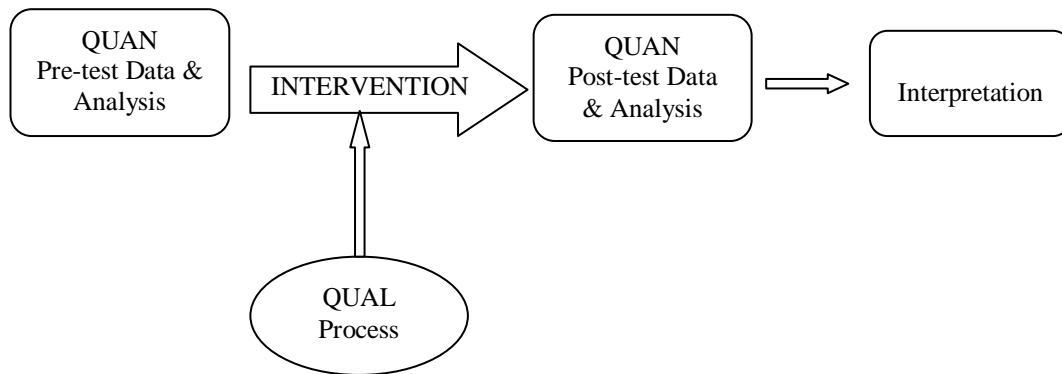 QUAN
Pre-test Data &
Analysis
INTERVENTION
QUAN
Post-test Data
& Analysis
Interpretation
QUAL
Process